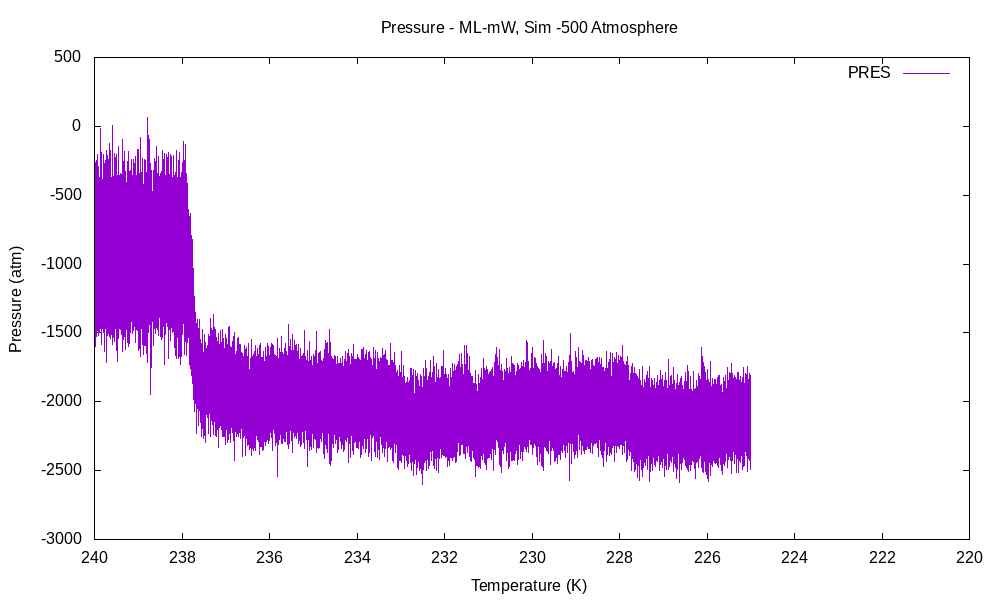 Pressure - ML-mW, Sim -500 Atmosphere
500
0
-500
-1000
-1500
-2000
-2500
-3000
PRES
Pressure (atm)
240 238 236 234 232 230 228 226 224 222 220
Temperature (K)